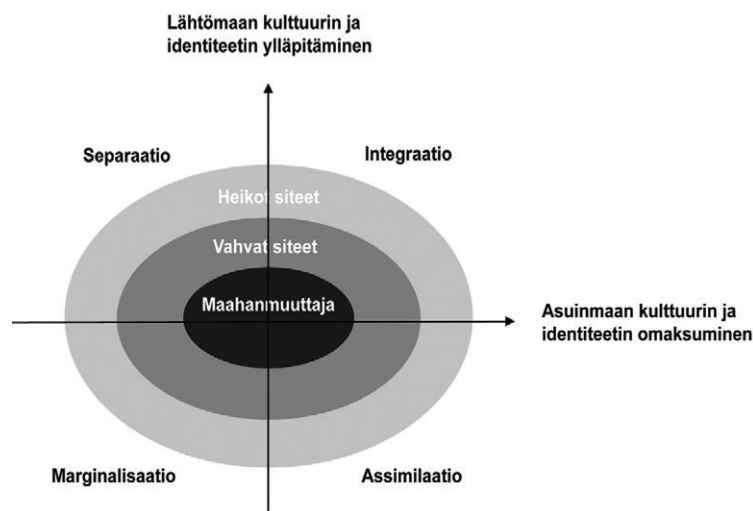 Lähtömaan kulttuurin ja
identiteetin ylläpitäminen
Separaatio
Integraatio
Heikot siteet
Vahvat siteet
Maahanmuuttaja
Asuinmaan kulttuurin ja
identiteetin omaksuminen
Marginalisaatio
Assimilaatio